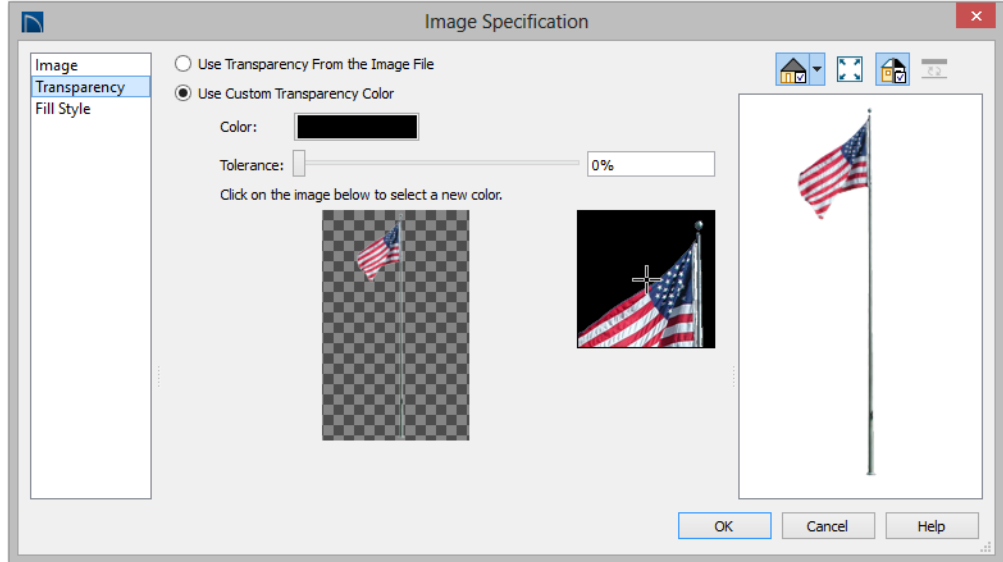 Image Specification
Image
Transparency
Fill Style
Use Transparency From the Image File
Use Custom Transparency Color
Color:
Tolerance:
0%
Click on the image below to select a new color.
OK
Cancel
Help